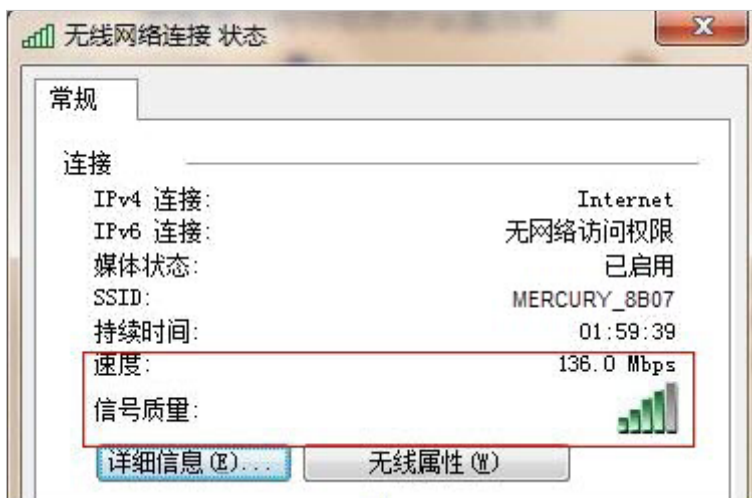 无线网络连接 状态
常规
连接
IPv4 连接: Internet
IPv6 连接: 无网络访问权限
媒体状态: 已启用
SSID: MERCURY_8B07
持续时间: 01:59:39
速度: 136.0 Mbps
信号质量:
详细信息(E)... 无线属性(W)